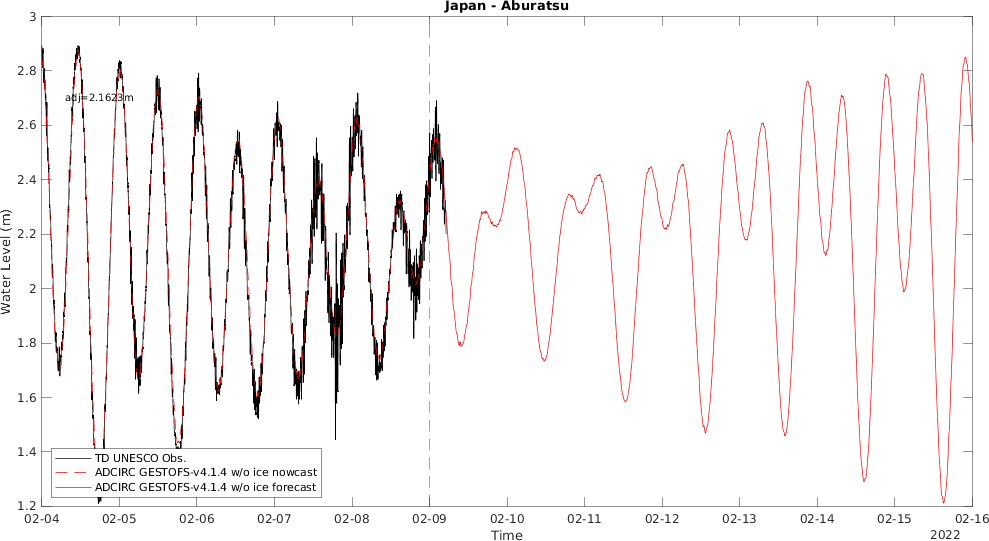 Japan - Aburatsu
3
2.8
2.6
2.4
2.2
2
1.8
1.6
1.4
1.2
Water Level (m)
adj=2.1623m
TD UNESCO Obs.
ADCIRC GESTOFS-v4.1.4 w/o ice nowcast
ADCIRC GESTOFS-v4.1.4 w/o ice forecast
02-04 02-05 02-06 02-07 02-08 02-09 02-10 02-11 02-12 02-13 02-14 02-15 02-16
Time
2022